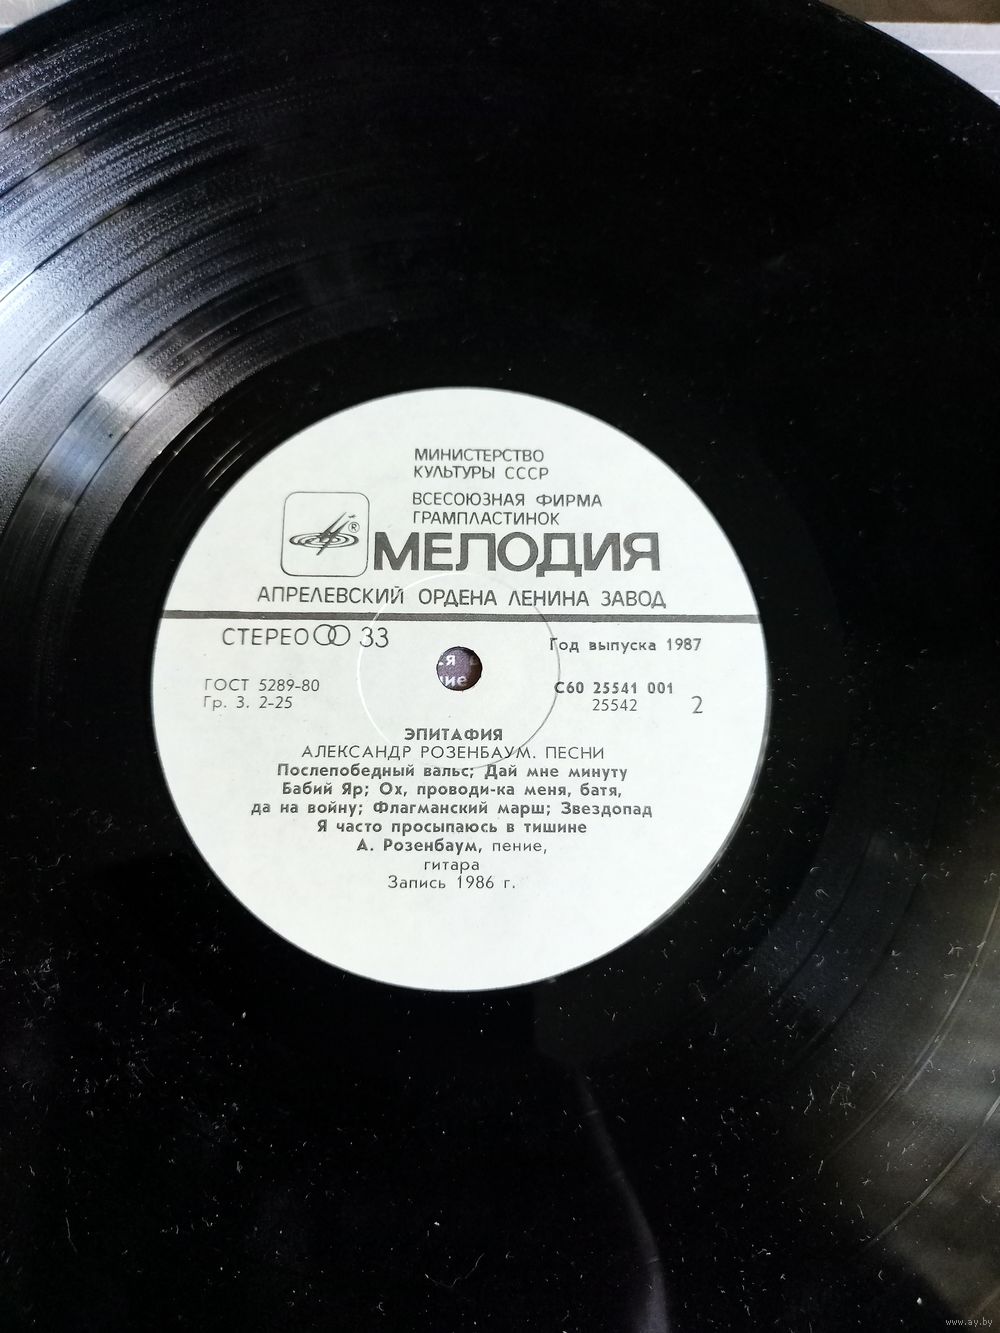 МИНИСТЕРСТВО
КУЛЬТУРЫ СССР
ВСЕСОЮЗНАЯ ФИРМА
ГРАМПЛАСТИНОК
®
МЕЛОДИЯ
АПРЕЛЕВСКИЙ ОРДЕНА ЛЕНИНА ЗАВОД
СТЕРЕО 33
Год выпуска 1987
ГОСТ 5289-80
Гр. 3. 2-25
С60 25541 001
25542
2
ЭПИТАФИЯ
АЛЕКСАНДР РОЗЕНБАУМ. ПЕСНИ
Послепобедный вальс; Дай мне минуту
Бабий Яр; Ох, проводи-ка меня, батя,
да на войну; Флагманский марш; Звездопад
Я часто просыпаюсь в тишине
А. Розенбаум, пение,
гитара
Запись 1986 г.
www.ay.by